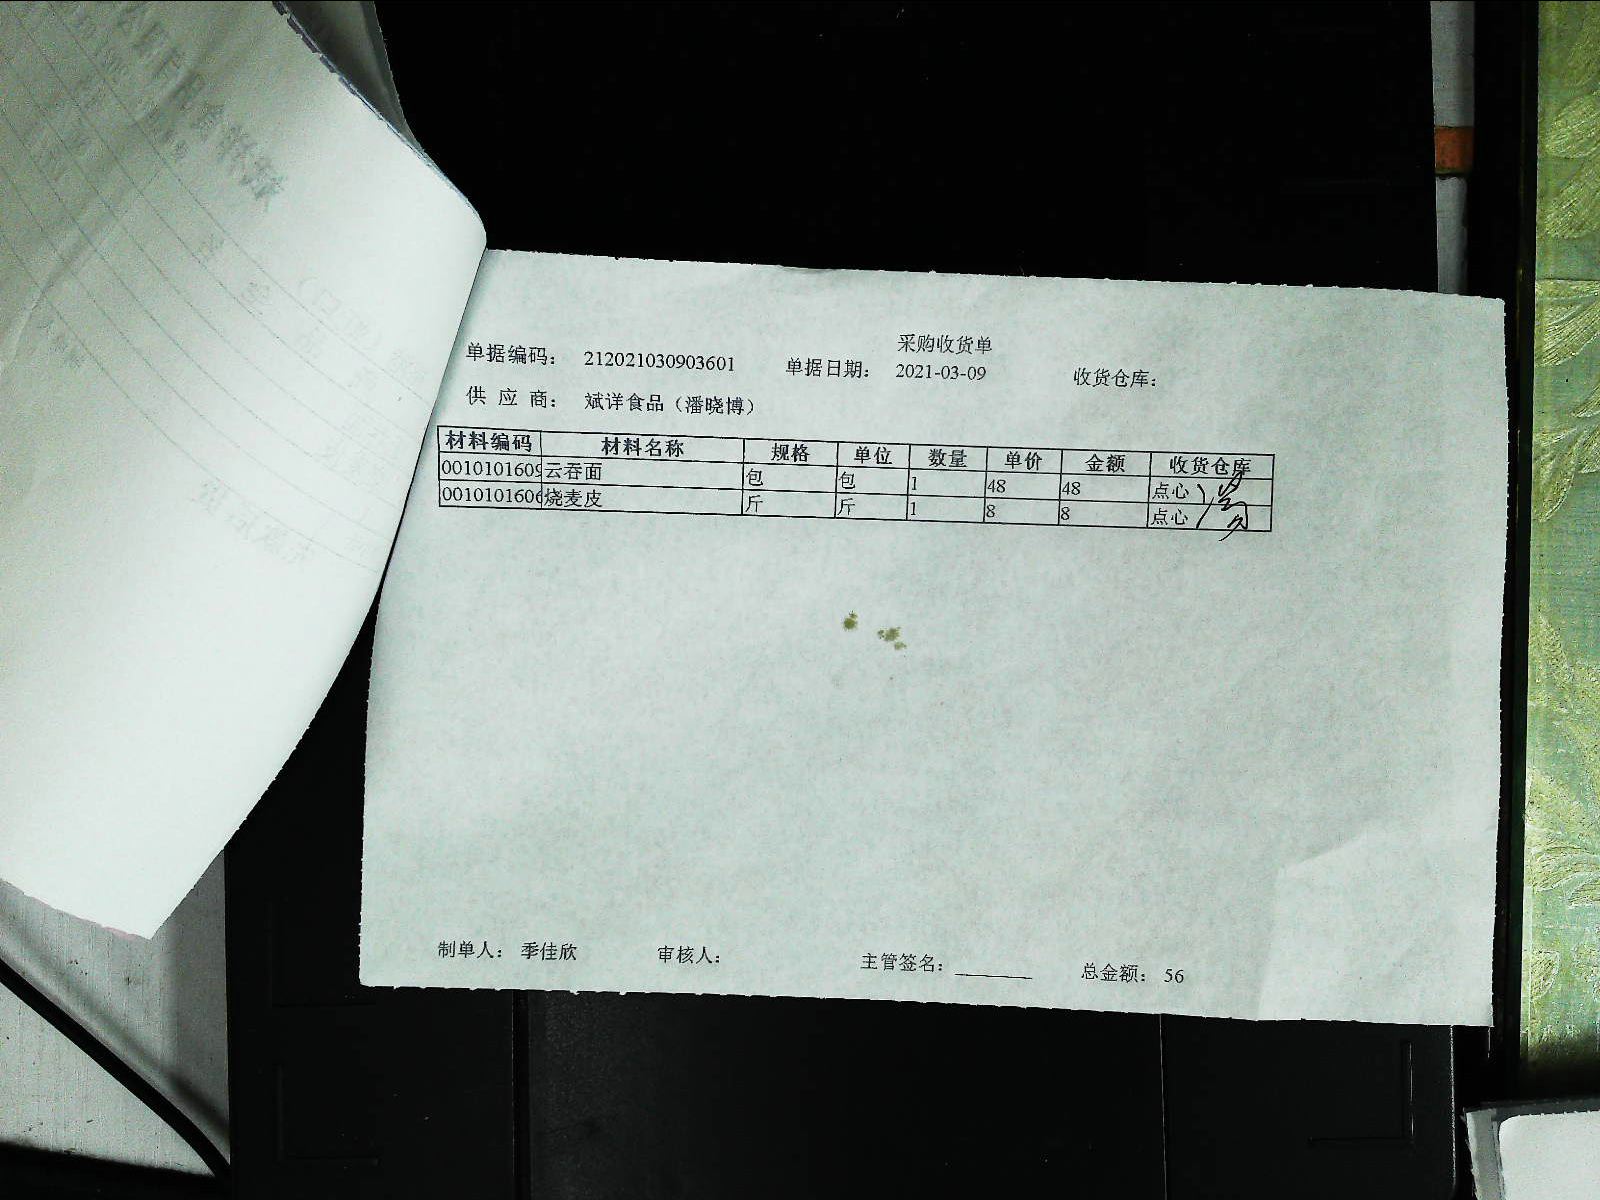 采购收货单
单据编码： 212021030903601 单据日期： 2021-03-09 收货仓库：
供 应 商： 斌详食品（潘晓博）
材料编码 材料名称 规格 单位 数量 单价 金额 收货仓库
0010101609 云吞面 包 包 1 48 48 点心
0010101606 烧麦皮 斤 斤 1 8 8 点心
制单人： 季佳欣 审核人： 主管签名： 总金额： 56